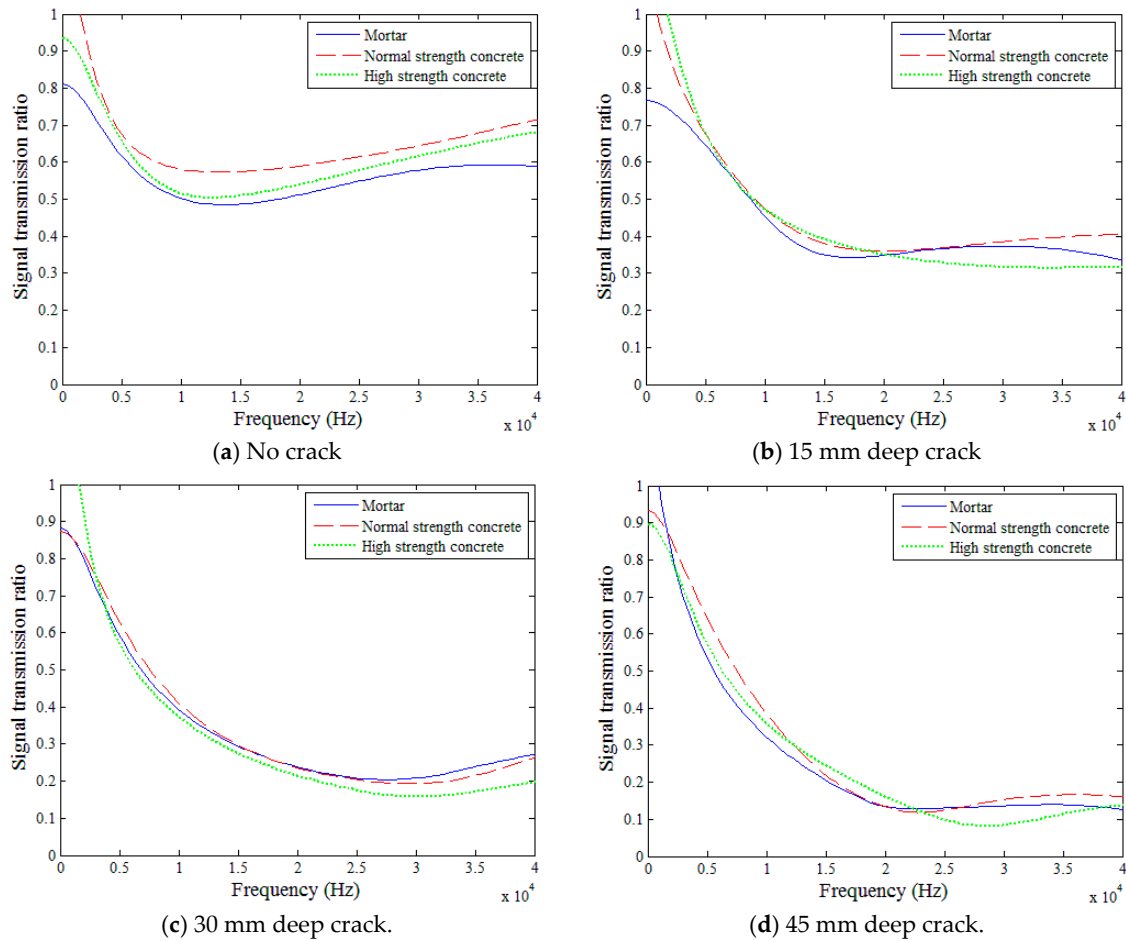 1
0.9
0.8
0.7
0.6
0.5
0.4
0.3
0.2
0.1
0
Signal transmission ratio
Mortar
Normal strength concrete
High strength concrete
0 0.5 1 1.5 2 2.5 3 3.5 4
Frequency (Hz)
x 10^4
(a) No crack
1
0.9
0.8
0.7
0.6
0.5
0.4
0.3
0.2
0.1
0
Signal transmission ratio
Mortar
Normal strength concrete
High strength concrete
0 0.5 1 1.5 2 2.5 3 3.5 4
Frequency (Hz)
x 10^4
(b) 15 mm deep crack
1
0.9
0.8
0.7
0.6
0.5
0.4
0.3
0.2
0.1
0
Signal transmission ratio
Mortar
Normal strength concrete
High strength concrete
0 0.5 1 1.5 2 2.5 3 3.5 4
Frequency (Hz)
x 10^4
(c) 30 mm deep crack.
1
0.9
0.8
0.7
0.6
0.5
0.4
0.3
0.2
0.1
0
Signal transmission ratio
Mortar
Normal strength concrete
High strength concrete
0 0.5 1 1.5 2 2.5 3 3.5 4
Frequency (Hz)
x 10^4
(d) 45 mm deep crack.